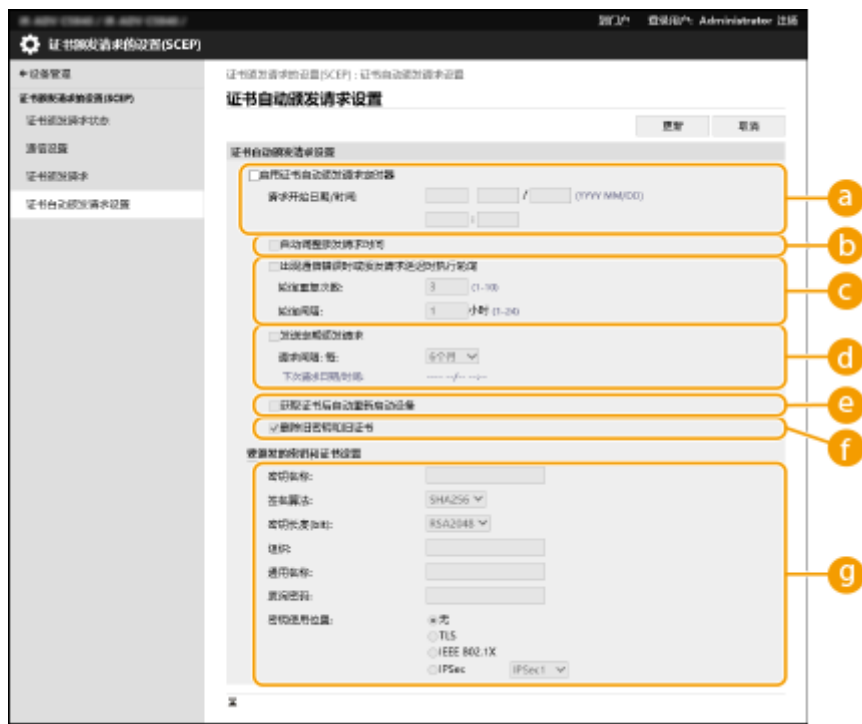 到门户 登录用户: Administrator 注销
证书颁发请求的设置(SCEP)
设备管理
证书颁发请求的设置(SCEP) : 证书自动颁发请求设置
证书颁发请求的设置(SCEP)
证书自动颁发请求设置
证书颁发请求状态
更新 取消
通信设置
证书自动颁发请求设置
证书颁发请求
启用证书自动颁发请求定时器
a
请求开始日期/时间: / (YYYY MM/DD)
证书自动颁发请求设置
:
自动调整颁发请求时间
b
出现通信错误时或颁发请求延迟时执行轮询
轮询重复次数: 3 (1-10)
c
轮询间隔: 1 小时 (1-24)
发送定期颁发请求
请求间隔: 每: 6个月
d
下次请求日期/时间: ---- --/-- --:--
获取证书后自动重新启动设备
e
删除旧密钥和旧证书
f
要颁发的密钥和证书设置
密钥名称:
签名算法: SHA256
密钥长度(bit): RSA2048
组织:
通用名称:
g
质询密码:
密钥使用位置: 无
TLS
IEEE 802.1X
IPSec IPSec1